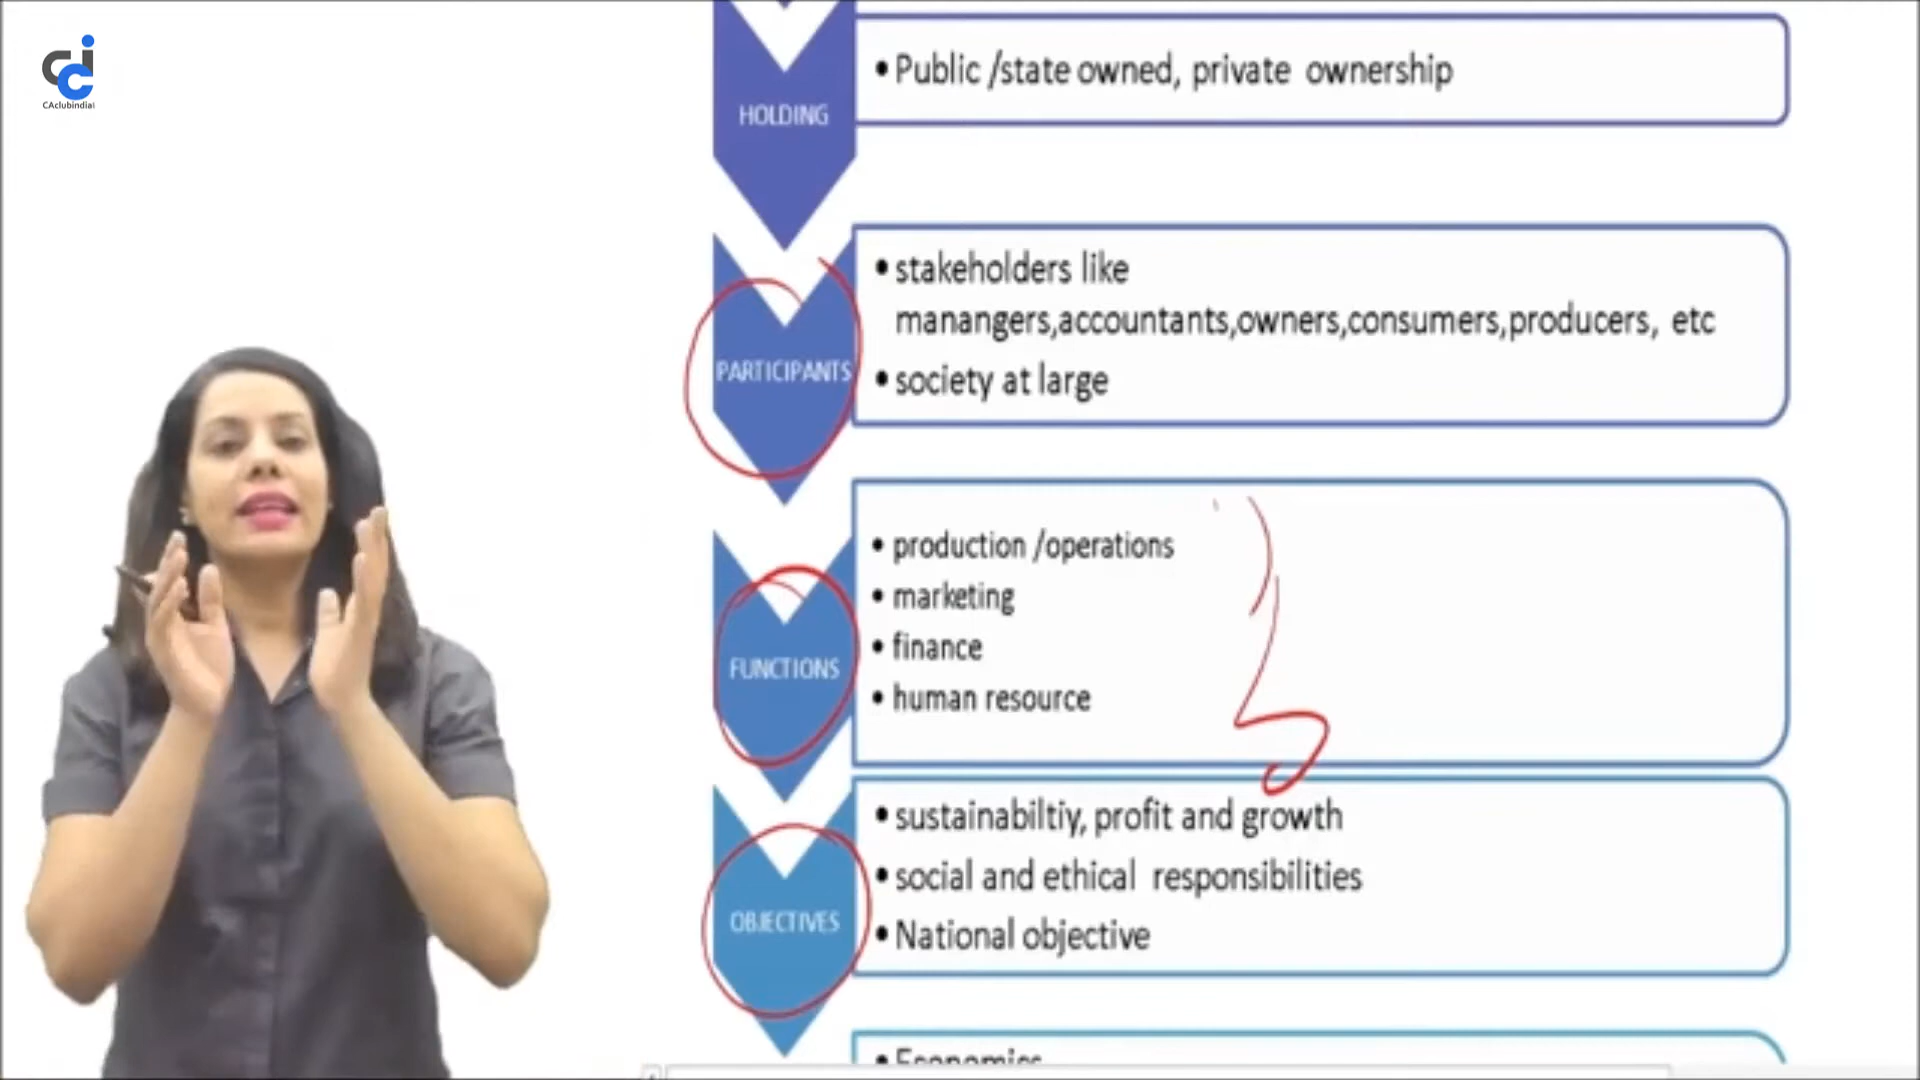 CAclubindia
HOLDING
• Public /state owned, private ownership
PARTICIPANTS
• stakeholders like
manangers,accountants,owners,consumers,producers, etc
• society at large
FUNCTIONS
• production /operations
• marketing
• finance
• human resource
OBJECTIVES
• sustainabiltiy, profit and growth
• social and ethical responsibilities
• National objective
• Economics